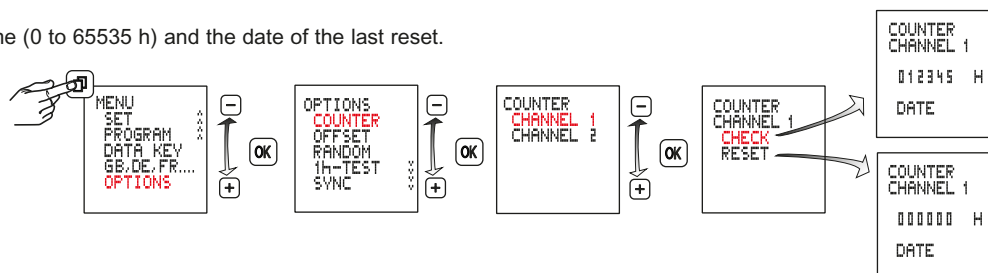 ne (0 to 65535 h) and the date of the last reset.
MENU
SET
PROGRAM
DATA KEY
GB,DE,FR....
OPTIONS
−
OK
+
OPTIONS
COUNTER
OFFSET
RANDOM
1h-TEST
SYNC
−
OK
+
COUNTER
CHANNEL 1
CHANNEL 2
−
OK
+
COUNTER
CHANNEL 1
CHECK
RESET
COUNTER
CHANNEL 1
012345 H
DATE
COUNTER
CHANNEL 1
000000 H
DATE